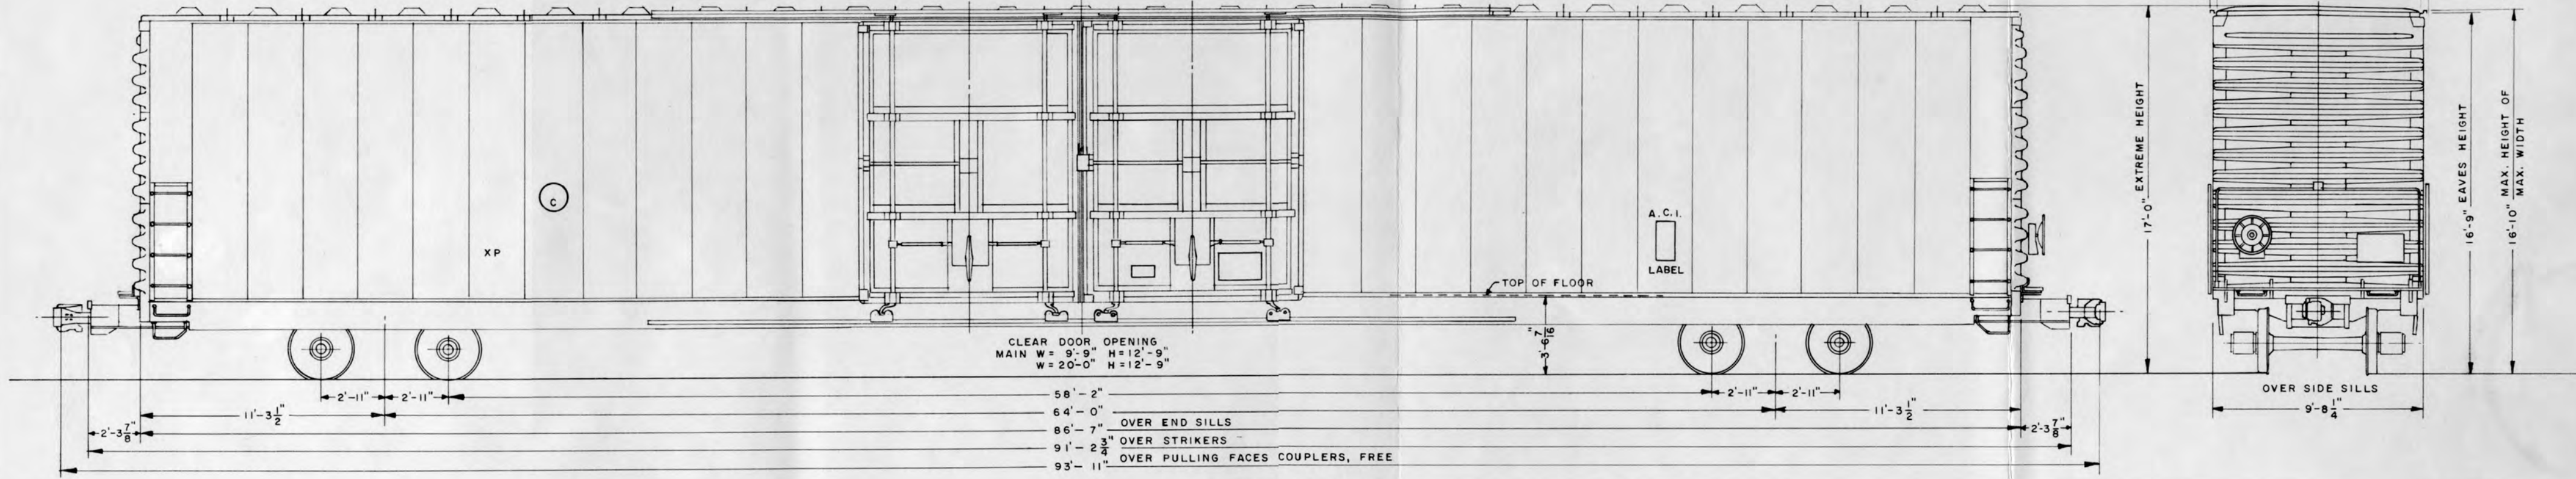 C
XP
A.C.I.
LABEL
TOP OF FLOOR
3'-6 7/16"
CLEAR DOOR OPENING
MAIN W = 9'-9" H = 12'-9"
W = 20'-0" H = 12'-9"
2'-11" 2'-11"
58'-2"
2'-11" 2'-11"
11'-3 1/2"
64'-0"
11'-3 1/2"
2'-3 7/8"
86'-7" OVER END SILLS
2'-3 7/8"
91'-2 3/4" OVER STRIKERS
93'-11" OVER PULLING FACES COUPLERS, FREE
17'-0" EXTREME HEIGHT
16'-9" EAVES HEIGHT
16'-10" MAX. HEIGHT OF
MAX. WIDTH
OVER SIDE SILLS
9'-8 1/4"